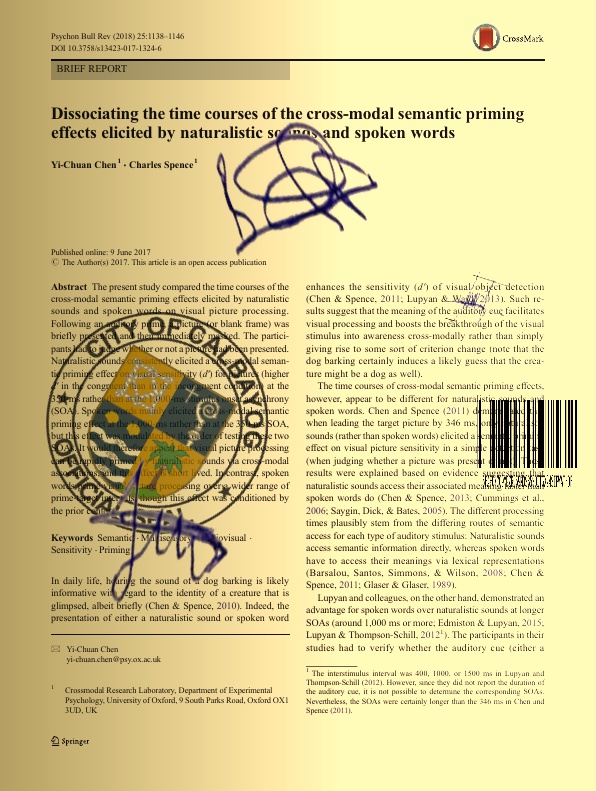 Psychon Bull Rev (2018) 25:1138–1146
DOI 10.3758/s13423-017-1324-6
CrossMark
BRIEF REPORT
Dissociating the time courses of the cross-modal semantic priming
effects elicited by naturalistic sounds and spoken words
Yi-Chuan Chen1 · Charles Spence1
Published online: 9 June 2017
© The Author(s) 2017. This article is an open access publication
Abstract The present study compared the time courses of the
cross-modal semantic priming effects elicited by naturalistic
sounds and spoken words on visual picture processing.
Following an auditory prime, a picture (or blank frame) was
briefly presented and then immediately masked. The partici-
pants had to judge whether or not a picture had been presented.
Naturalistic sounds consistently elicited a cross-modal seman-
tic priming effect on visual sensitivity (d′) for pictures (higher
d′ in the congruent than in the incongruent condition) at the
350-ms rather than at the 1,000-ms stimulus onset asynchrony
(SOA). Spoken words mainly elicited a cross-modal semantic
priming effect at the 1,000-ms rather than at the 350-ms SOA,
but this effect was modulated by the order of testing these two
SOAs. It would therefore appear that visual picture processing
can be rapidly primed by naturalistic sounds via cross-modal
associations, and this effect is short lived. In contrast, spoken
words prime visual picture processing over a wider range of
prime-target intervals, though this effect was conditioned by
the prior context.
Keywords Semantic · Multisensory · Audiovisual ·
Sensitivity · Priming
In daily life, hearing the sound of a dog barking is likely
informative with regard to the identity of a creature that is
glimpsed, albeit briefly (Chen & Spence, 2010). Indeed, the
presentation of either a naturalistic sound or spoken word
✉ Yi-Chuan Chen
yi-chuan.chen@psy.ox.ac.uk
1 Crossmodal Research Laboratory, Department of Experimental
Psychology, University of Oxford, 9 South Parks Road, Oxford OX1
3UD, UK
Springer
enhances the sensitivity (d′) of visual/object detection
(Chen & Spence, 2011; Lupyan & Ward, 2013). Such re-
sults suggest that the meaning of the auditory cue facilitates
visual processing and boosts the breakthrough of the visual
stimulus into awareness cross-modally rather than simply
giving rise to some sort of criterion change (note that the
dog barking certainly induces a likely guess that the crea-
ture might be a dog as well).
The time courses of cross-modal semantic priming effects,
however, appear to be different for naturalistic sounds and
spoken words. Chen and Spence (2011) demonstrated that
when leading the target picture by 346 ms, only naturalistic
sounds (rather than spoken words) elicited a semantic priming
effect on picture sensitivity in a simple detection task
(when judging whether a picture was present or not). The
results were explained based on evidence suggesting that
naturalistic sounds access their associated meaning faster than
spoken words do (Chen & Spence, 2013; Cummings et al.,
2006; Saygin, Dick, & Bates, 2005). The different processing
times plausibly stem from the differing routes of semantic
access for each type of auditory stimulus: Naturalistic sounds
access semantic information directly, whereas spoken words
have to access their meanings via lexical representations
(Barsalou, Santos, Simmons, & Wilson, 2008; Chen &
Spence, 2011; Glaser & Glaser, 1989).
Lupyan and colleagues, on the other hand, demonstrated an
advantage for spoken words over naturalistic sounds at longer
SOAs (around 1,000 ms or more; Edmiston & Lupyan, 2015;
Lupyan & Thompson-Schill, 2012¹). The participants in their
studies had to verify whether the auditory cue (either a
1 The interstimulus interval was 400, 1000, or 1500 ms in Lupyan and
Thompson-Schill (2012). However, since they did not report the duration of
the auditory cue, it is not possible to determine the corresponding SOAs.
Nevertheless, the SOAs were certainly longer than the 346 ms in Chen and
Spence (2011).